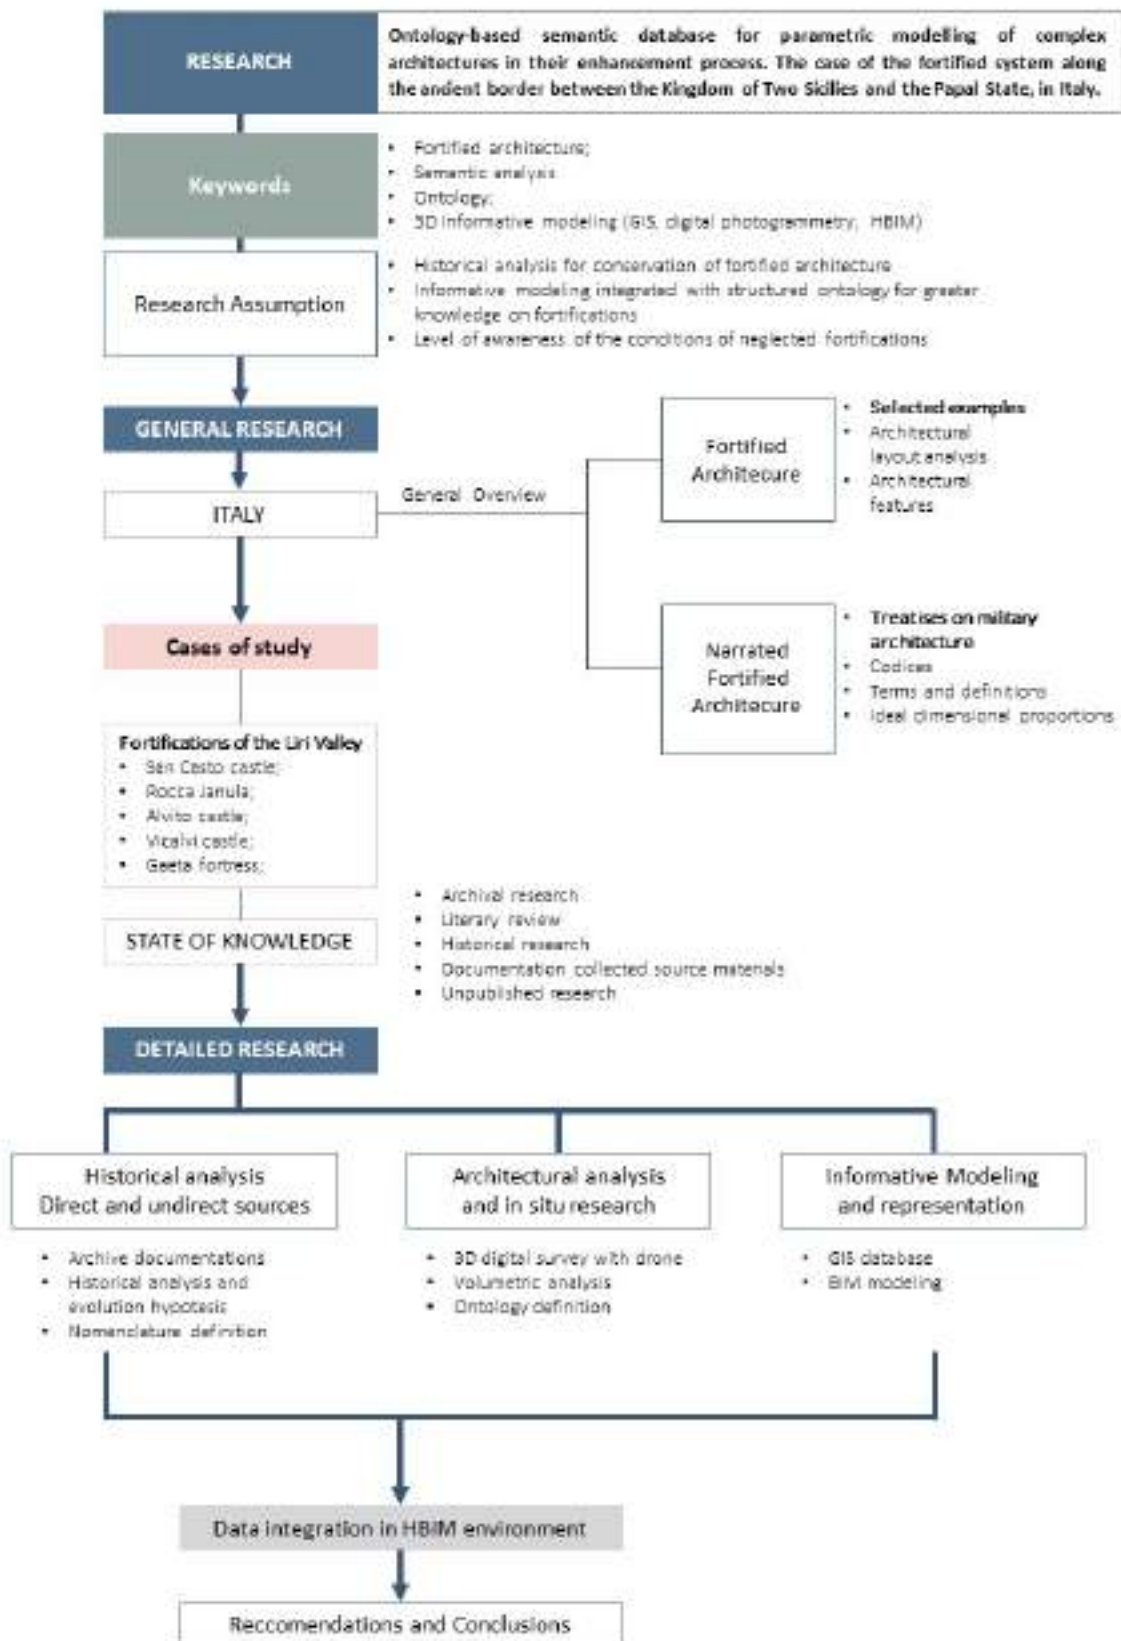 RESEARCH
Ontology-based semantic database for parametric modelling of complex
architectures in their enhancement process. The case of the fortified system along
the ancient border between the Kingdom of Two Sicilies and the Papal State, in Italy.
Keywords
• Fortified architecture;
• Semantic analysis
• Ontology;
• 3D Informative modeling (GIS, digital photogrammetry, HBIM)
Research Assumption
• Historical analysis for conservation of fortified architecture
• Informative modeling integrated with structured ontology for greater
knowledge on fortifications
• Level of awareness of the conditions of neglected fortifications
GENERAL RESEARCH
ITALY
General Overview
Fortified
Architecure
• Selected examples
• Architectural
layout analysis
• Architectural
features
Narrated
Fortified
Architecure
• Treatises on military
architecture
• Codices
• Terms and definitions
• Ideal dimensional proportions
Cases of study
Fortifications of the Liri Valley
• San Casto castle;
• Rocca Janula;
• Alvito castle;
• Vicalvi castle;
• Gaeta fortress;
STATE OF KNOWLEDGE
• Archival research
• Literary review
• Historical research
• Documentation collected source materials
• Unpublished research
DETAILED RESEARCH
Historical analysis
Direct and undirect sources
• Archive documentations
• Historical analysis and
evolution hypotesis
• Nomenclature definition
Architectural analysis
and in situ research
• 3D digital survey with drone
• Volumetric analysis
• Ontology definition
Informative Modeling
and representation
• GIS database
• BIM modeling
Data integration in HBIM environment
Reccomendations and Conclusions